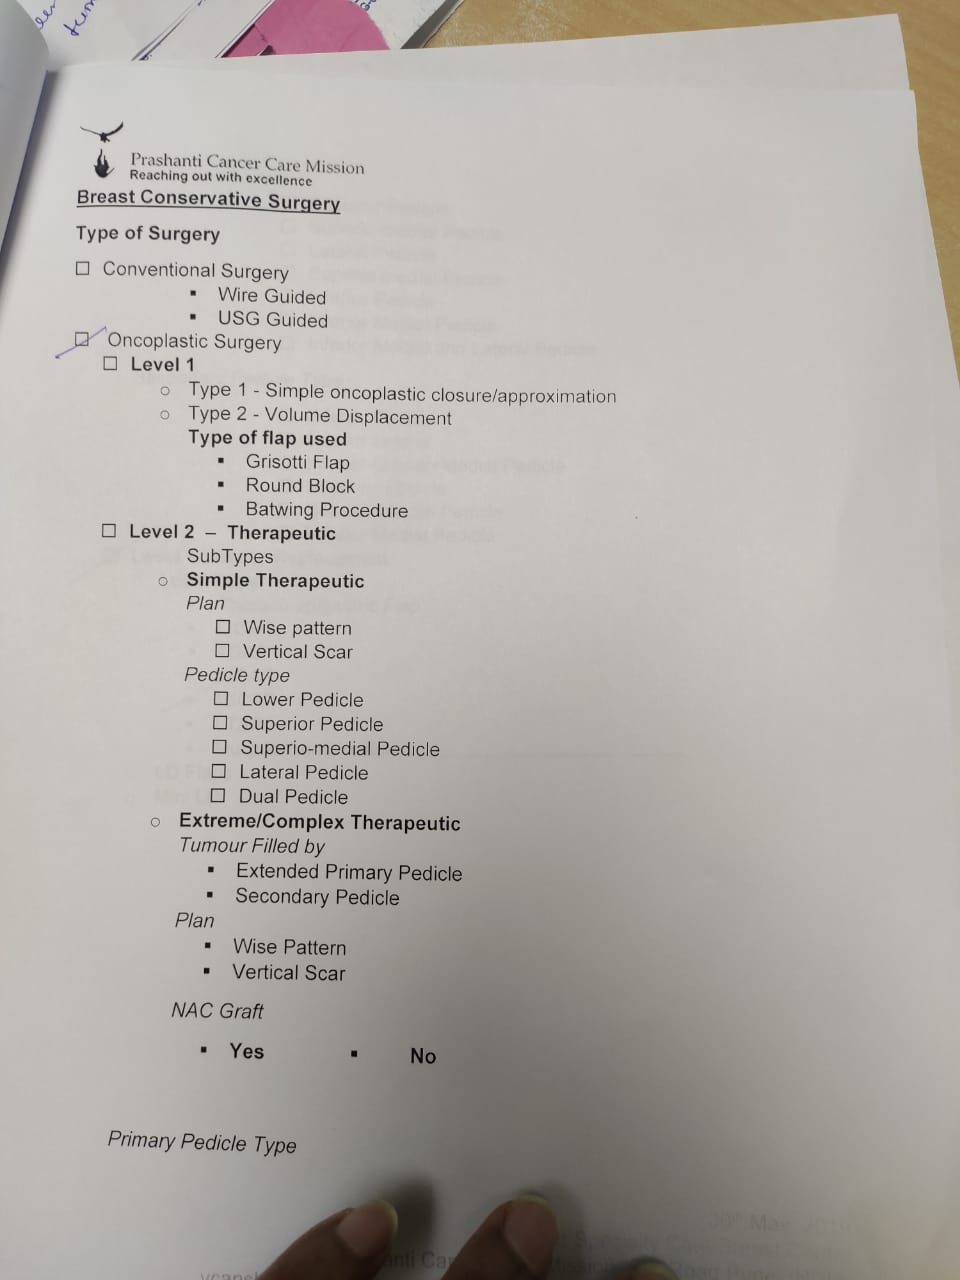 Prashanti Cancer Care Mission
Reaching out with excellence
Breast Conservative Surgery
Type of Surgery
☐ Conventional Surgery
▪ Wire Guided
▪ USG Guided
☐ Oncoplastic Surgery
☐ Level 1
○ Type 1 - Simple oncoplastic closure/approximation
○ Type 2 - Volume Displacement
Type of flap used
▪ Grisotti Flap
▪ Round Block
▪ Batwing Procedure
☐ Level 2 – Therapeutic
SubTypes
○ Simple Therapeutic
Plan
☐ Wise pattern
☐ Vertical Scar
Pedicle type
☐ Lower Pedicle
☐ Superior Pedicle
☐ Superio-medial Pedicle
☐ Lateral Pedicle
☐ Dual Pedicle
○ Extreme/Complex Therapeutic
Tumour Filled by
▪ Extended Primary Pedicle
▪ Secondary Pedicle
Plan
▪ Wise Pattern
▪ Vertical Scar
NAC Graft
▪ Yes ▪ No
Primary Pedicle Type